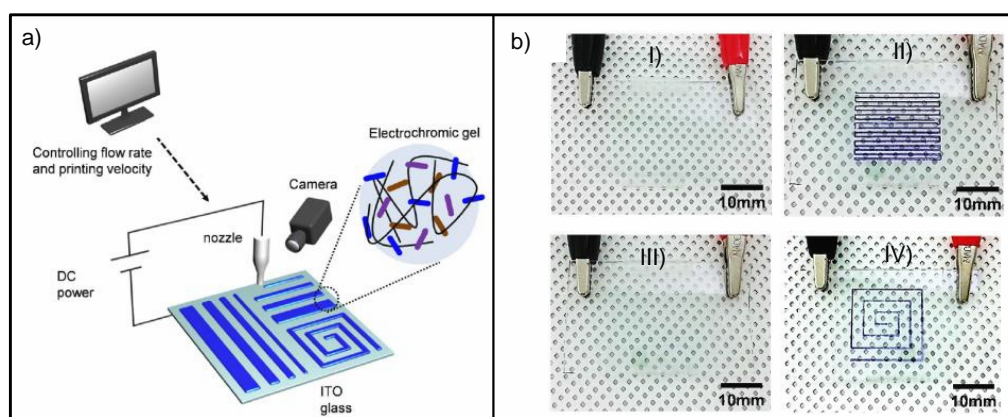 a)
Controlling flow rate
and printing velocity
Electrochromic gel
Camera
nozzle
DC
power
ITO
glass
b)
I)
10mm
II)
10mm
III)
10mm
IV)
10mm